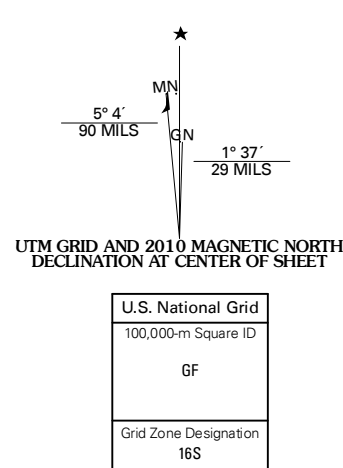 ★
MN
5° 4´
90 MILS
GN
1° 37´
29 MILS
UTM GRID AND 2010 MAGNETIC NORTH
DECLINATION AT CENTER OF SHEET
U.S. National Grid
100,000-m Square ID
GF
Grid Zone Designation
16S